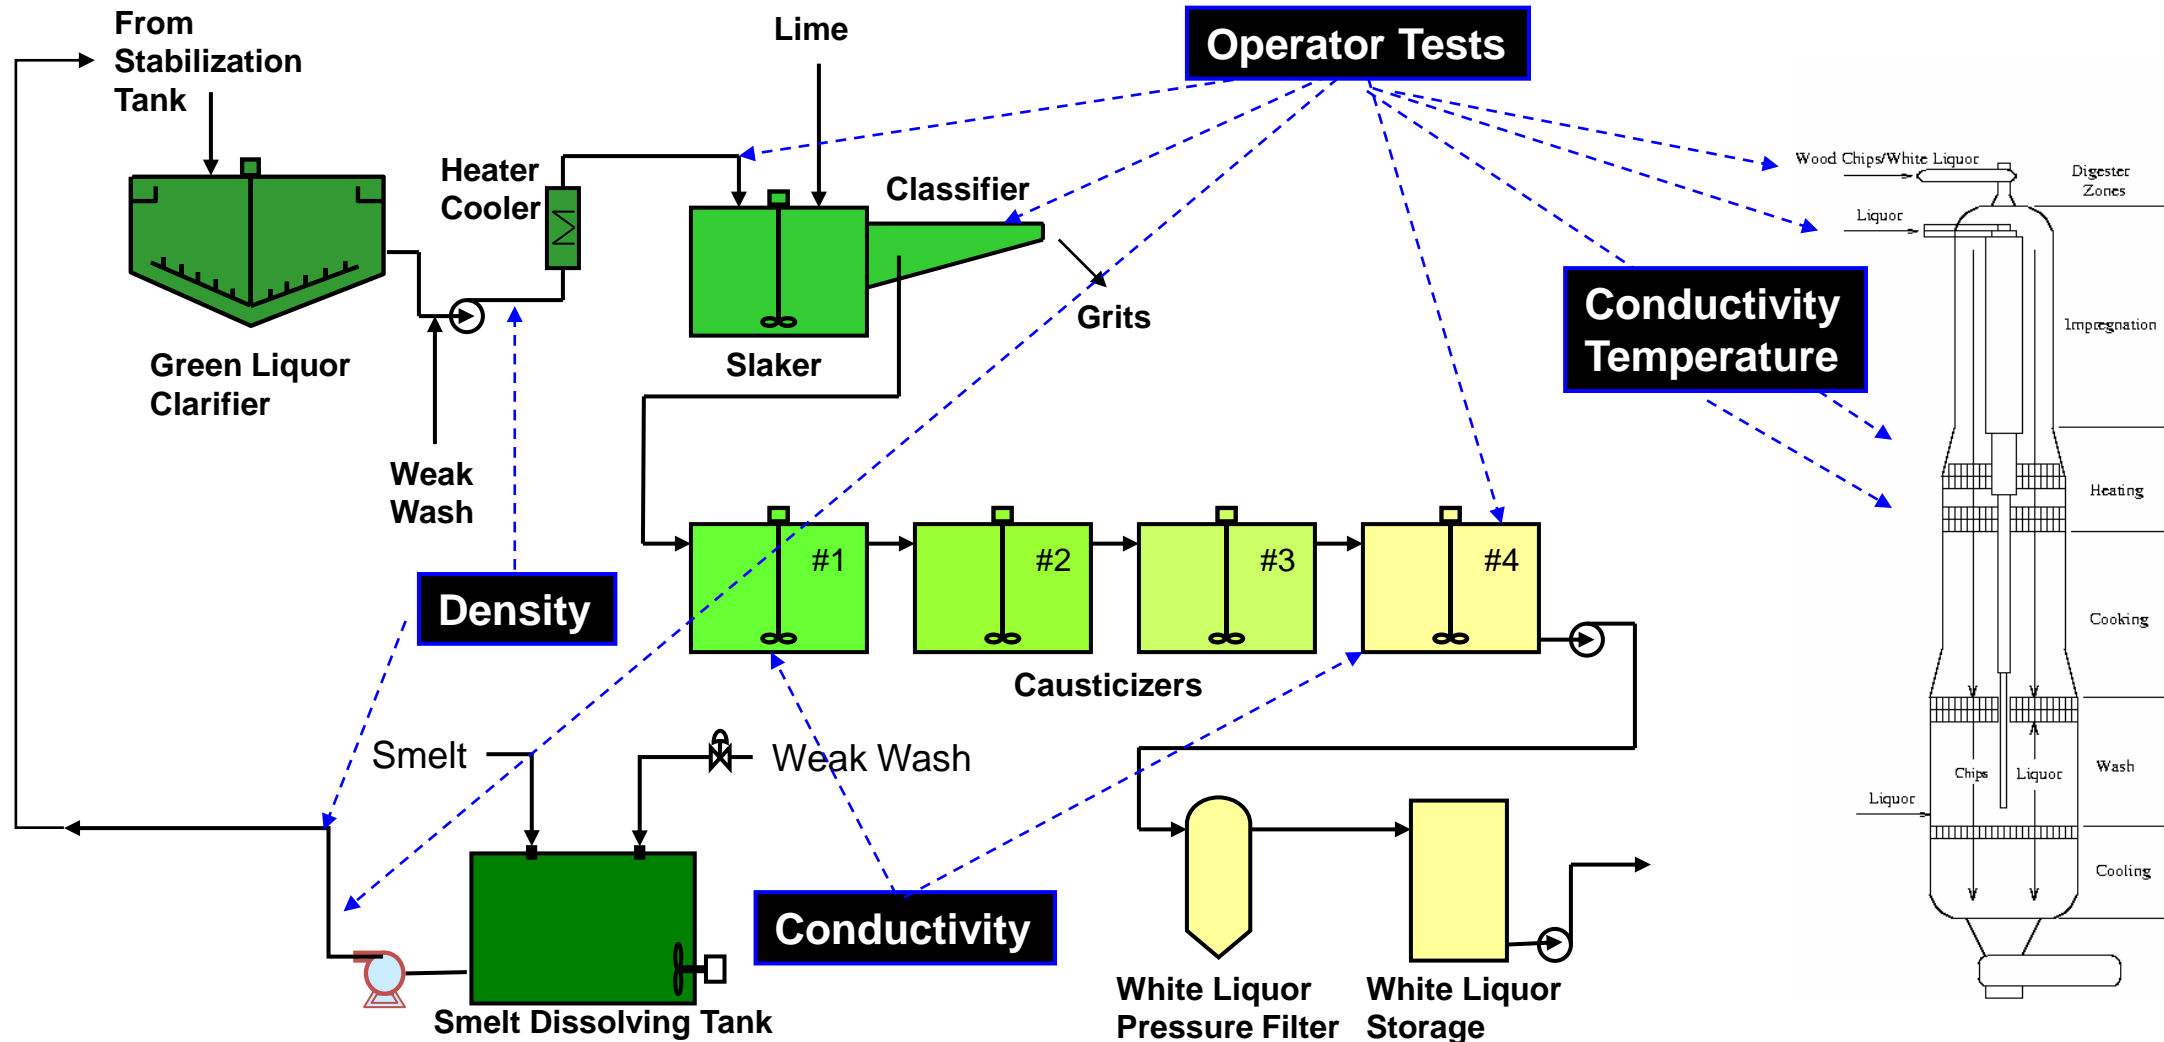 From
Stabilization
Tank
Lime
Operator Tests
Heater
Cooler
Classifier
Wood Chips/White Liquor
Digester
Zones
Liquor
Grits
Conductivity
Temperature
Impregnation
Green Liquor
Clarifier
Slaker
Weak
Wash
Heating
#1
#2
#3
#4
Density
Cooking
Causticizers
Smelt
Weak Wash
Wash
Chips
Liquor
Liquor
Cooling
Conductivity
White Liquor
Pressure Filter
White Liquor
Storage
Smelt Dissolving Tank